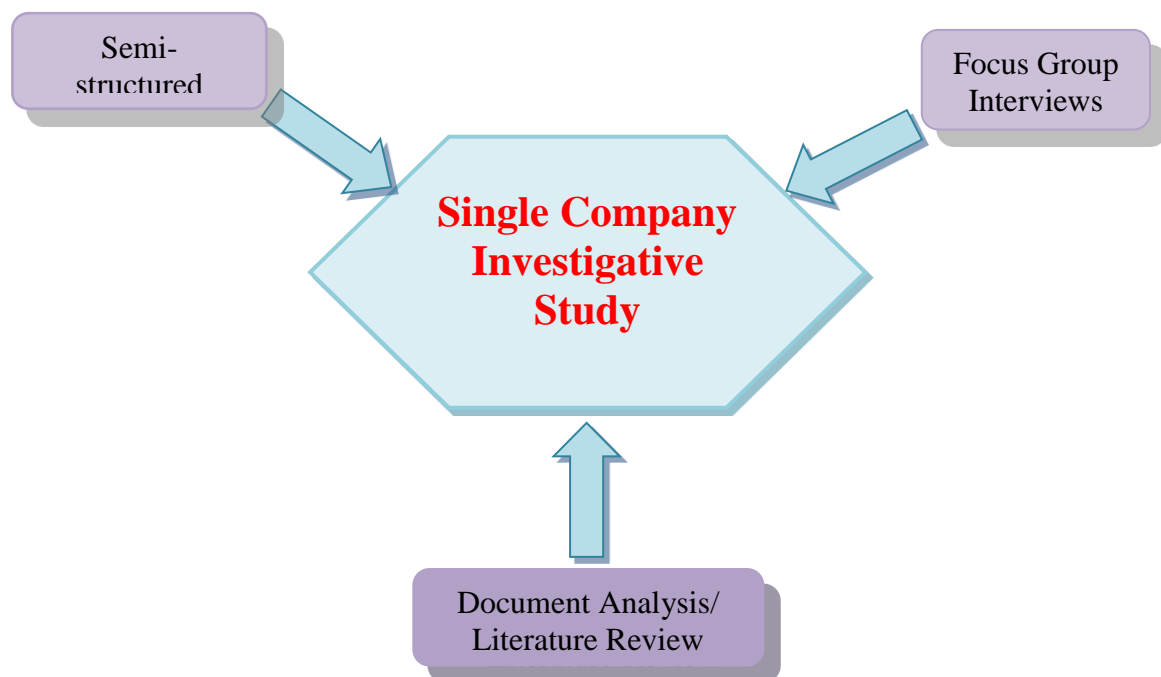 Semi-
structured
Focus Group
Interviews
Single Company
Investigative
Study
Document Analysis/
Literature Review